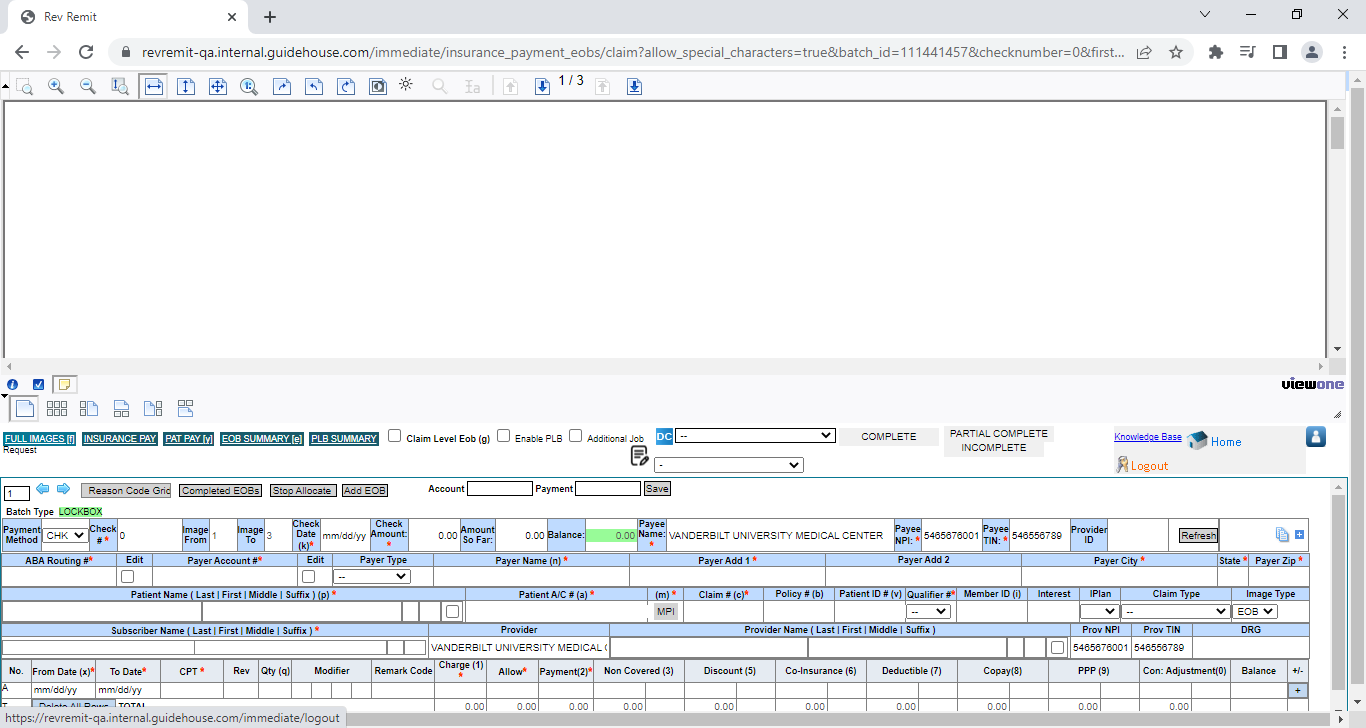 Rev Remit
revremit-qa.internal.guidehouse.com/immediate/insurance_payment_eobs/claim?allow_special_characters=true&batch_id=111441457&checknumber=0&first...
1 / 3
viewone
FULL IMAGES [f] INSURANCE PAY PAT PAY [y] EOB SUMMARY [e] PLB SUMMARY Claim Level Eob (g) Enable PLB Additional Job DC -- COMPLETE PARTIAL COMPLETE Knowledge Base Home
Request INCOMPLETE
- Logout
1 Reason Code Grid Completed EOBs Stop Allocate Add EOB Account Payment Save
Batch Type LOCKBOX
Payment Method CHK Check # * 0 Image From 1 Image To 3 Check Date (k)* mm/dd/yy Check Amount: * 0.00 Amount So Far: 0.00 Balance: 0.00 Payee Name: * VANDERBILT UNIVERSITY MEDICAL CENTER Payee NPI: * 5465676001 Payee TIN: * 546556789 Provider ID Refresh
ABA Routing #* Edit Payer Account#* Edit Payer Type Payer Name (n) * Payer Add 1 * Payer Add 2 Payer City * State * Payer Zip *
--
Patient Name ( Last | First | Middle | Suffix ) (p) * Patient A/C # (a) * (m) * Claim # (c)* Policy # (b) Patient ID # (v) Qualifier #* Member ID (i) Interest IPlan Claim Type Image Type
MPI -- -- EOB
Subscriber Name ( Last | First | Middle | Suffix ) * Provider Provider Name ( Last | First | Middle | Suffix ) Prov NPI Prov TIN DRG
VANDERBILT UNIVERSITY MEDICAL 5465676001 546556789
No. From Date (x)* To Date* CPT * Rev Qty (q) Modifier Remark Code Charge (1) * Allow* Payment(2)* Non Covered (3) Discount (5) Co-Insurance (6) Deductible (7) Copay(8) PPP (9) Con: Adjustment(0) Balance +/-
A mm/dd/yy mm/dd/yy +
T Delete All Rows TOTAL 0.00 0.00 0.00 0.00 0.00 0.00 0.00 0.00 0.00 0.00 0.00
https://revremit-qa.internal.guidehouse.com/immediate/logout